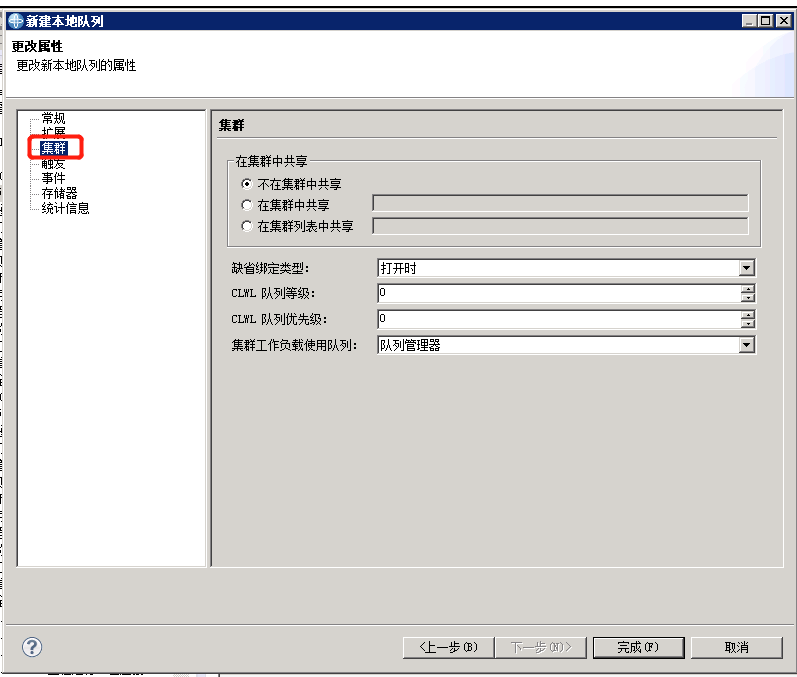 新建本地队列
更改属性
更改新本地队列的属性
常规
扩展
集群
触发
事件
存储器
统计信息
集群
在集群中共享
不在集群中共享
在集群中共享
在集群列表中共享
缺省绑定类型： 打开时
CLWL 队列等级： 0
CLWL 队列优先级： 0
集群工作负载使用队列： 队列管理器
?
<上一步(B) 下一步(N)> 完成(F) 取消